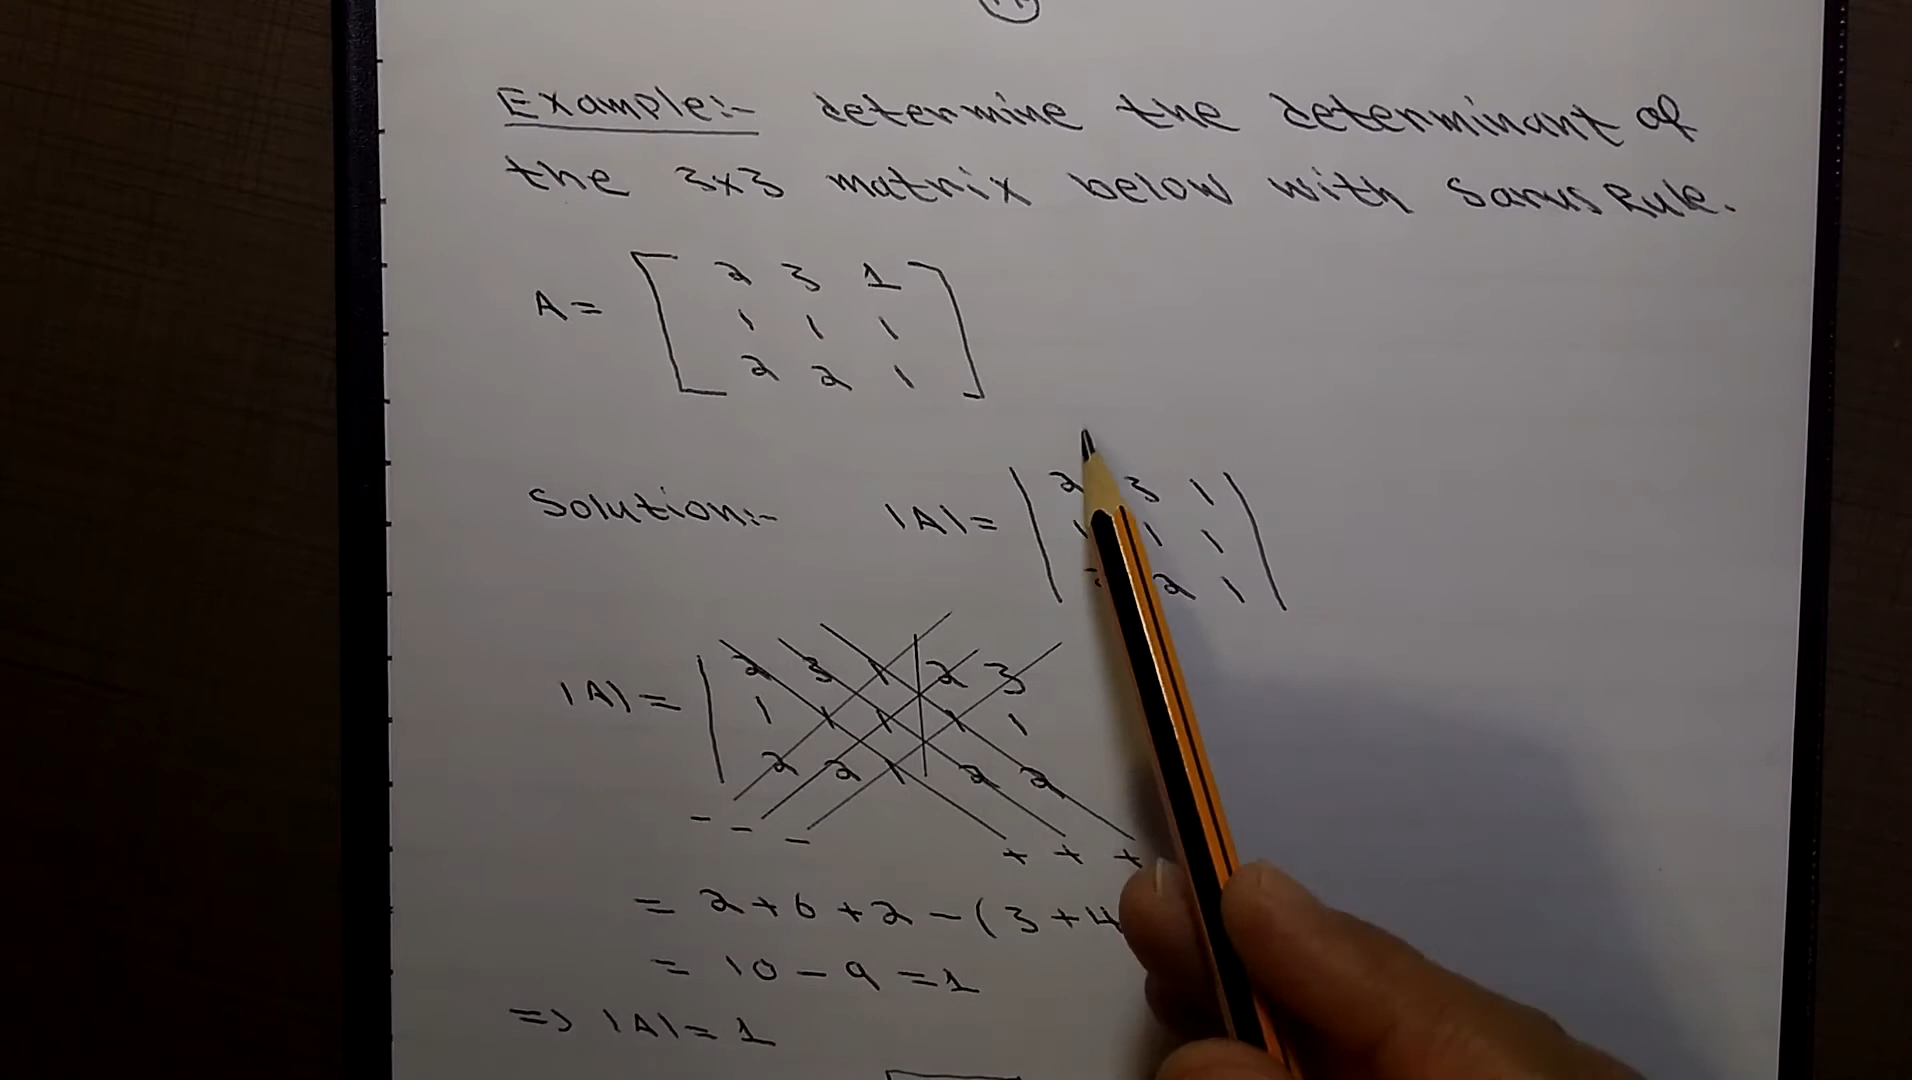 Example:- determine the determinant of
the 3x3 matrix below with Sarus Rule.
A =
2 3 1
1 1 1
2 2 1
Solution:- |A| =
2 3 1
1 1 1
2 1
|A| =
2 3 1 2 3
1 1 1 1 1
2 2 1 2 2
- - -
+ + +
= 2 + 6 + 2 - (3 + 4
= 10 - 9 = 1
=> |A| = 1